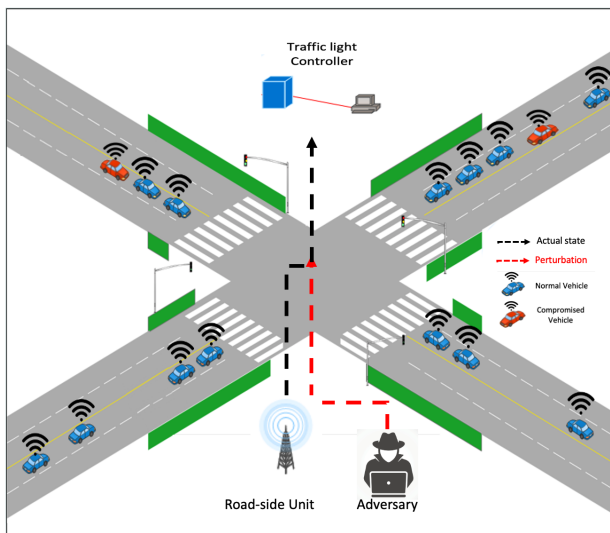 Traffic light
Controller
Actual state
Perturbation
Normal Vehicle
Compromised
Vehicle
Road-side Unit
Adversary